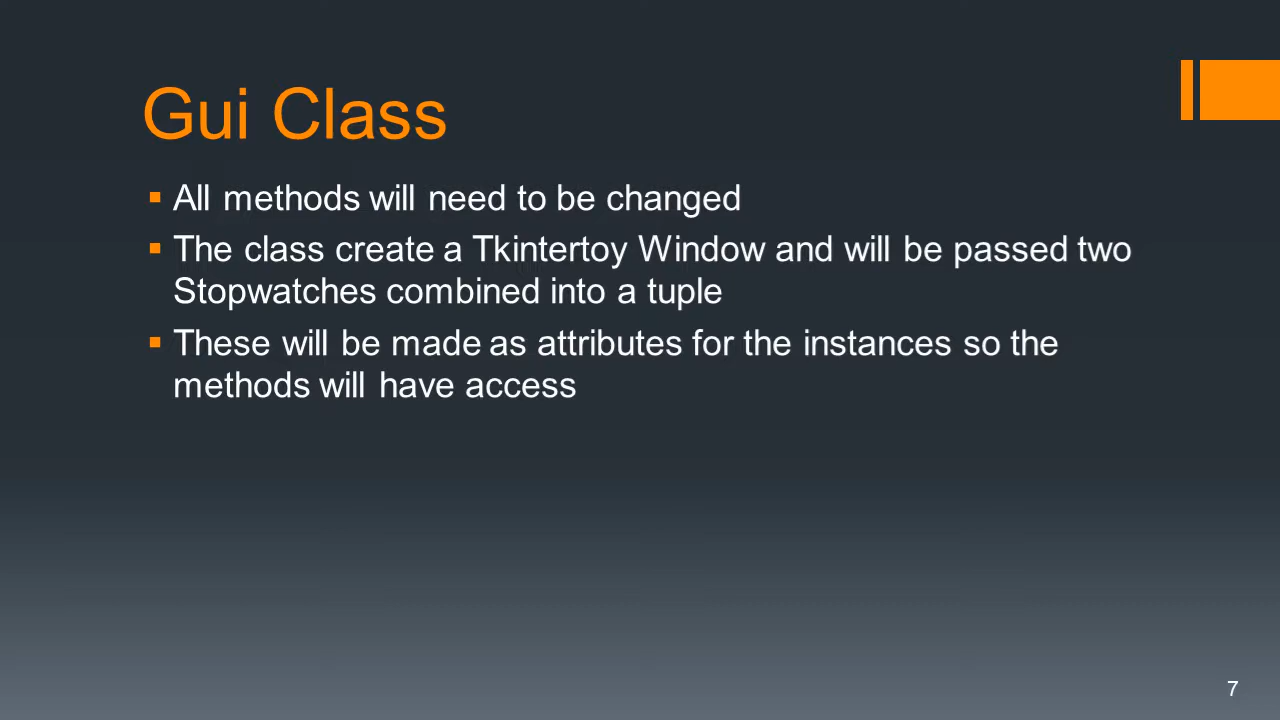 Gui Class
All methods will need to be changed
The class create a Tkintertoy Window and will be passed two
Stopwatches combined into a tuple
These will be made as attributes for the instances so the
methods will have access
7